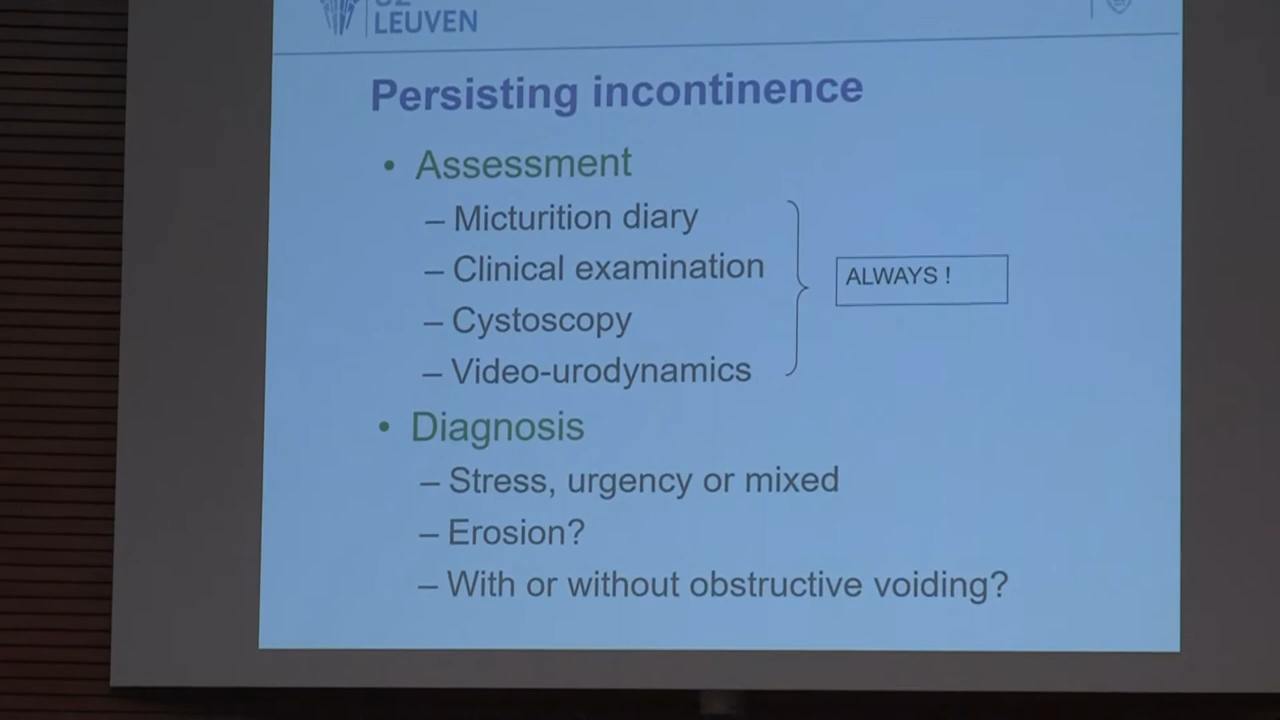 LEUVEN
Persisting incontinence
• Assessment
– Micturition diary
– Clinical examination
– Cystoscopy
– Video-urodynamics
ALWAYS !
• Diagnosis
– Stress, urgency or mixed
– Erosion?
– With or without obstructive voiding?